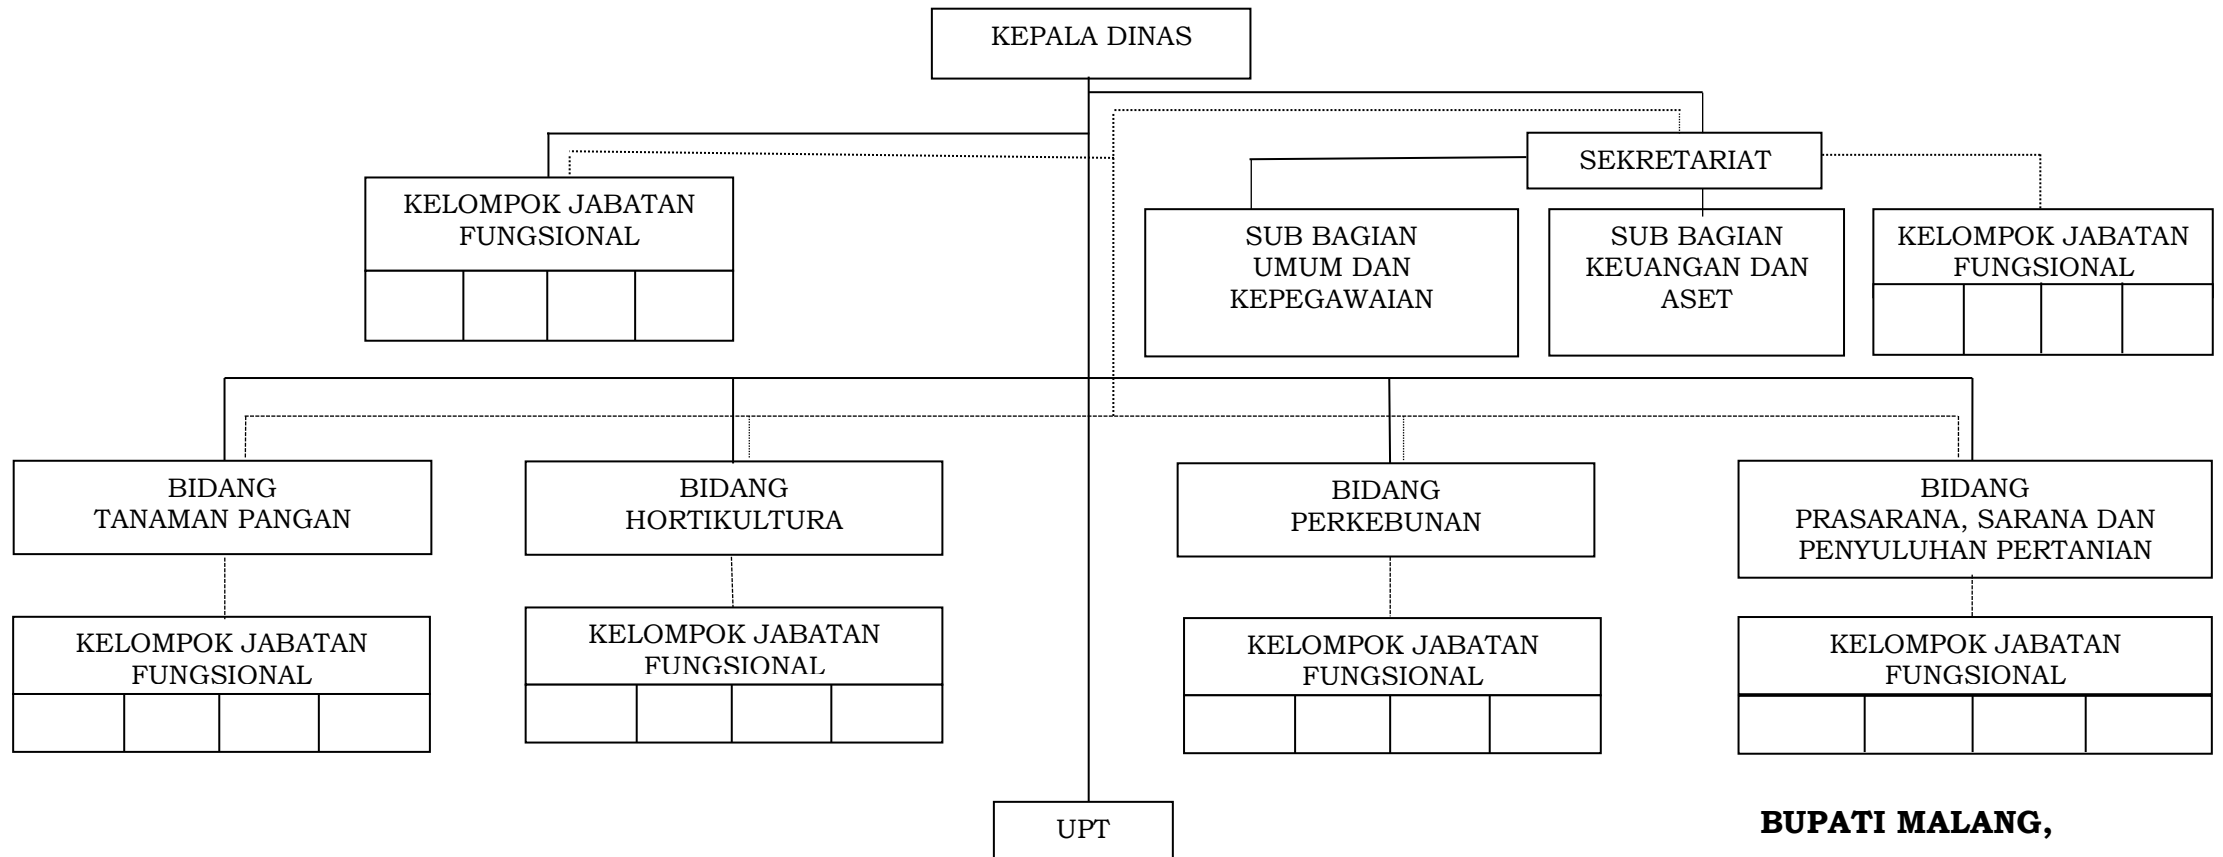 KEPALA DINAS
SEKRETARIAT
KELOMPOK JABATAN
FUNGSIONAL
SUB BAGIAN
UMUM DAN
KEPEGAWAIAN
SUB BAGIAN
KEUANGAN DAN
ASET
KELOMPOK JABATAN
FUNGSIONAL
BIDANG
TANAMAN PANGAN
BIDANG
HORTIKULTURA
BIDANG
PERKEBUNAN
BIDANG
PRASARANA, SARANA DAN
PENYULUHAN PERTANIAN
KELOMPOK JABATAN
FUNGSIONAL
KELOMPOK JABATAN
FUNGSIONAL
KELOMPOK JABATAN
FUNGSIONAL
KELOMPOK JABATAN
FUNGSIONAL
UPT
BUPATI MALANG,